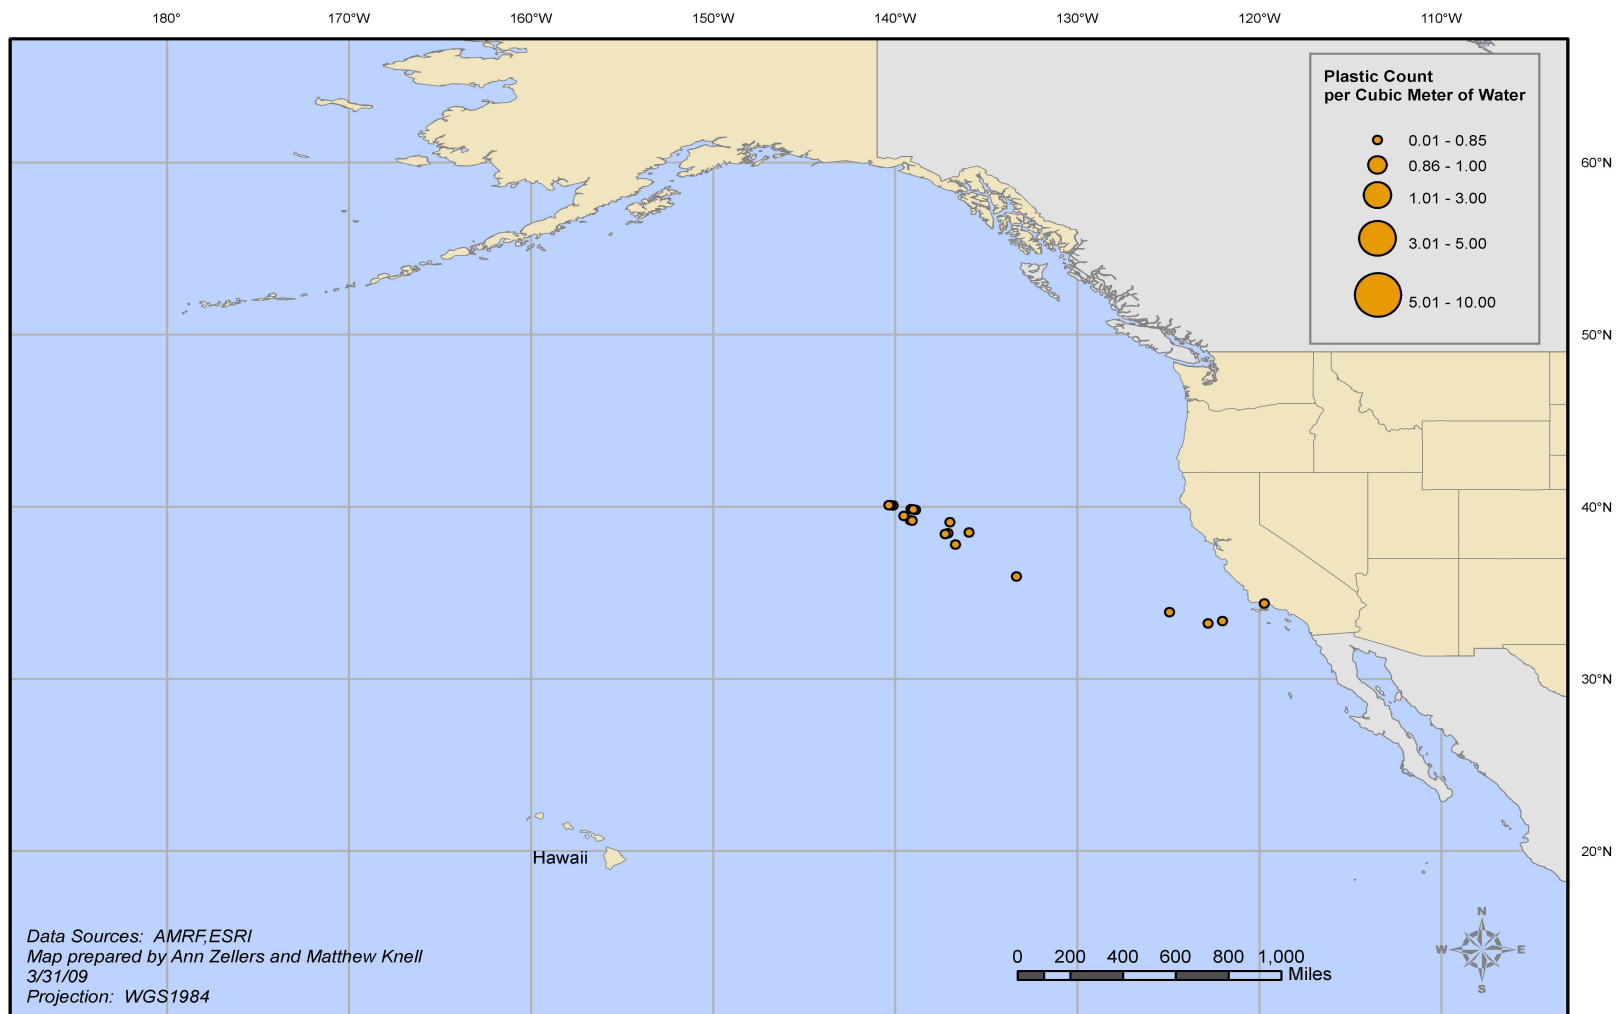 180° 170°W 160°W 150°W 140°W 130°W 120°W 110°W
Plastic Count
per Cubic Meter of Water
0.01 - 0.85
0.86 - 1.00
1.01 - 3.00
3.01 - 5.00
5.01 - 10.00
60°N
50°N
40°N
30°N
20°N
Hawaii
Data Sources: AMRF,ESRI
Map prepared by Ann Zellers and Matthew Knell
3/31/09
Projection: WGS1984
0 200 400 600 800 1,000
Miles
N
W E
S